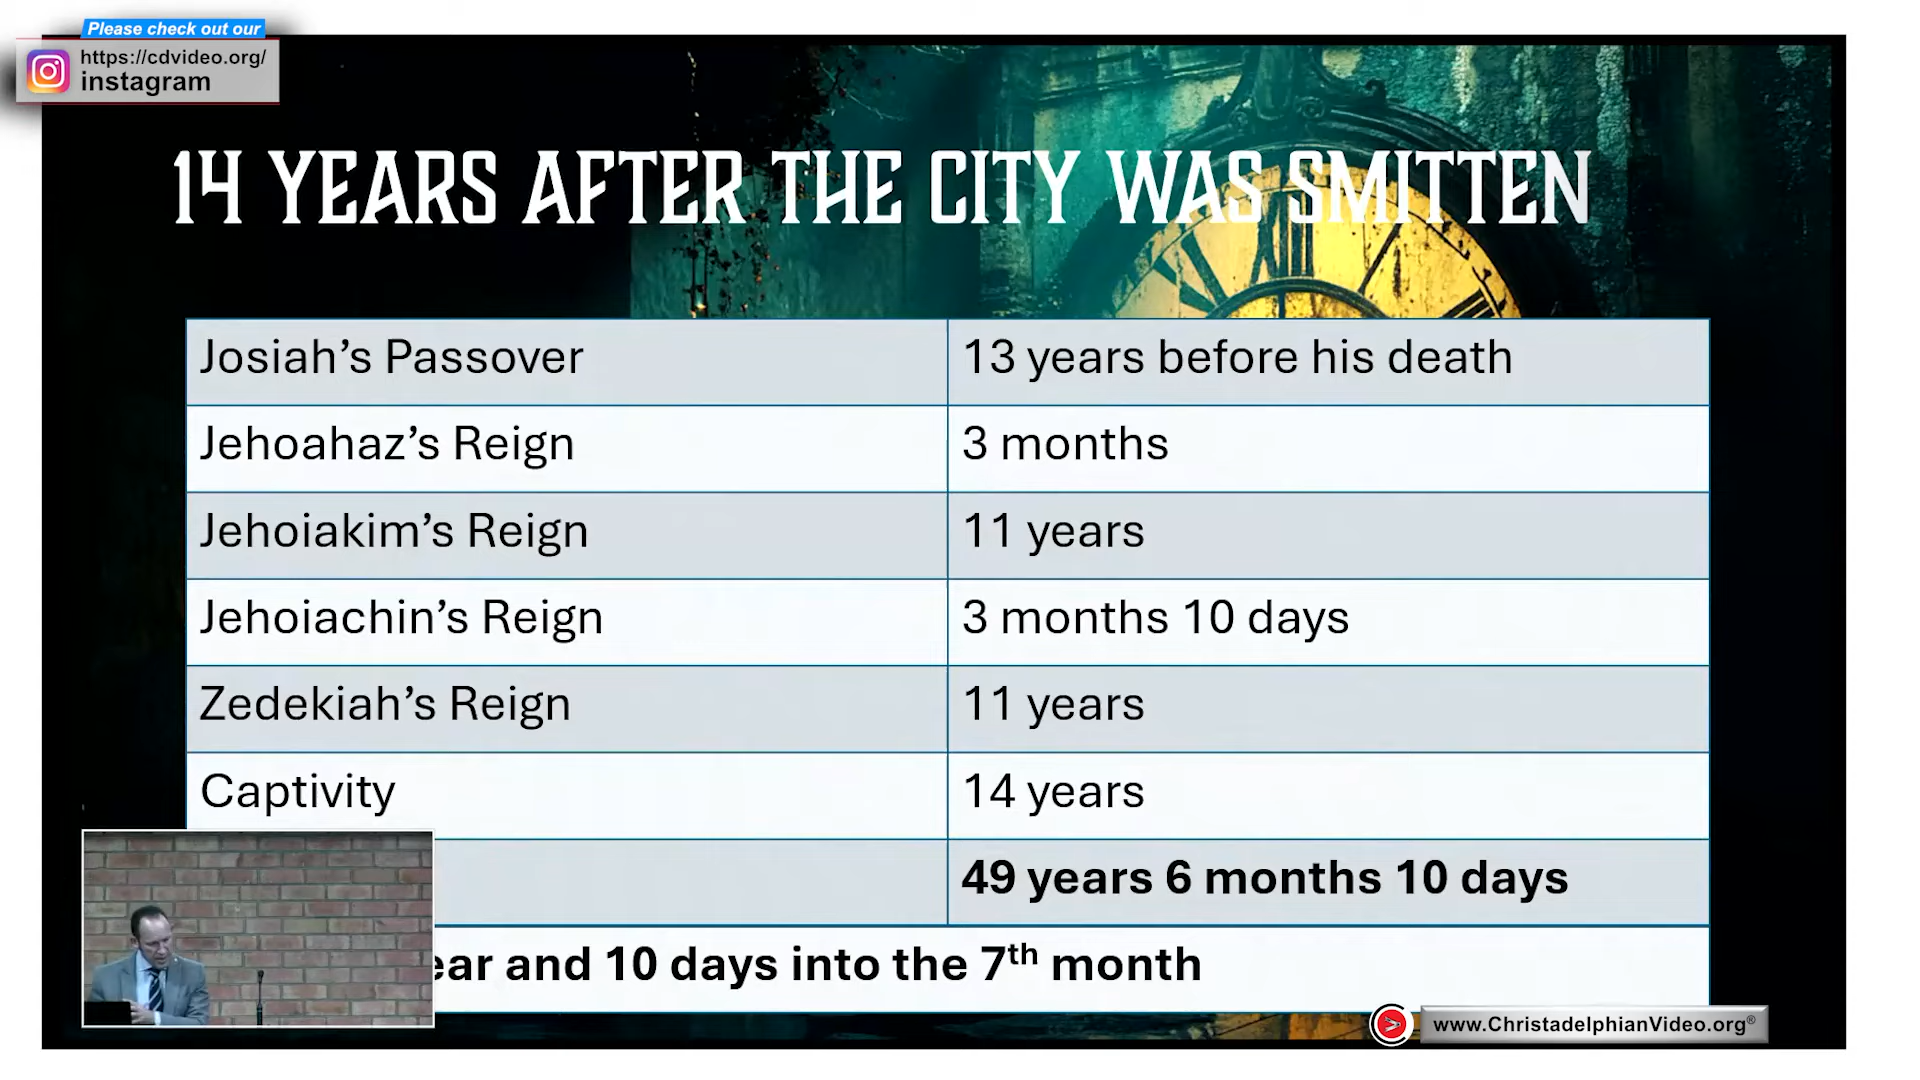 Please check out our
https://cdvideo.org/
instagram
14 YEARS AFTER THE CITY WAS SMITTEN
Josiah's Passover 13 years before his death
Jehoahaz's Reign 3 months
Jehoiakim's Reign 11 years
Jehoiachin's Reign 3 months 10 days
Zedekiah's Reign 11 years
Captivity 14 years
49 years 6 months 10 days
and 10 days into the 7th month
www.ChristadelphianVideo.org®